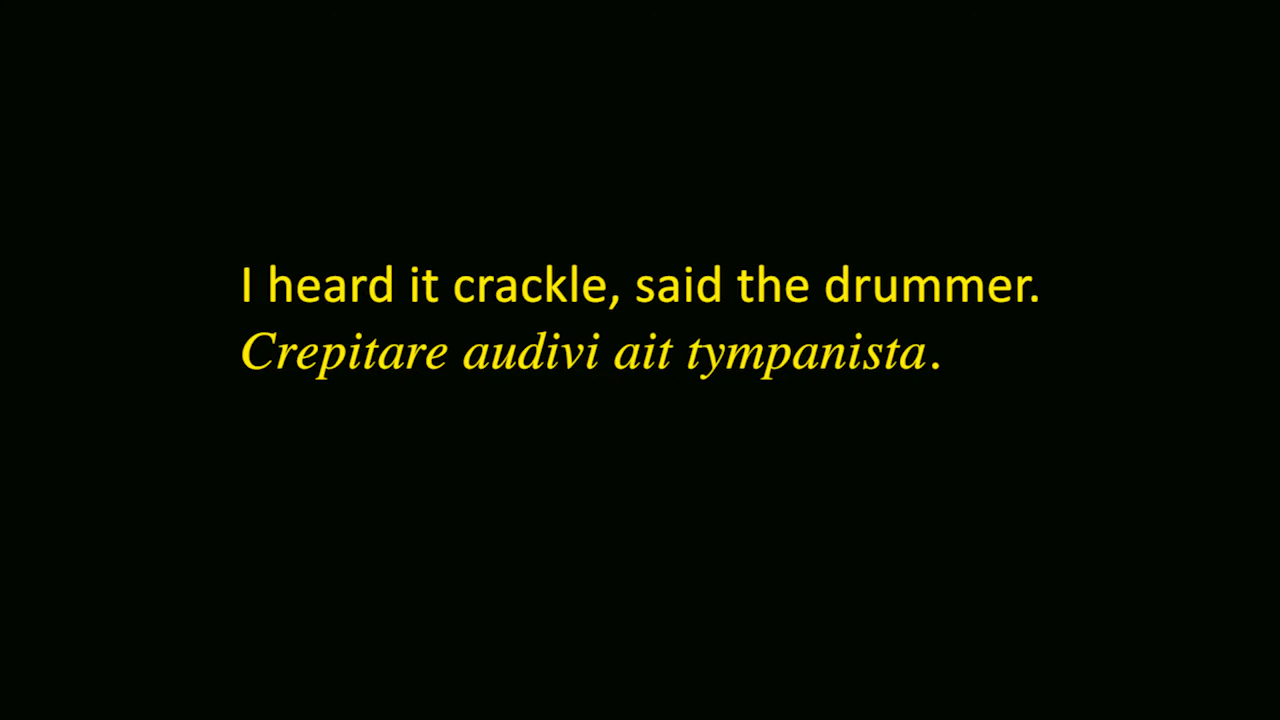 I heard it crackle, said the drummer.
Crepitare audivi ait tympanista.